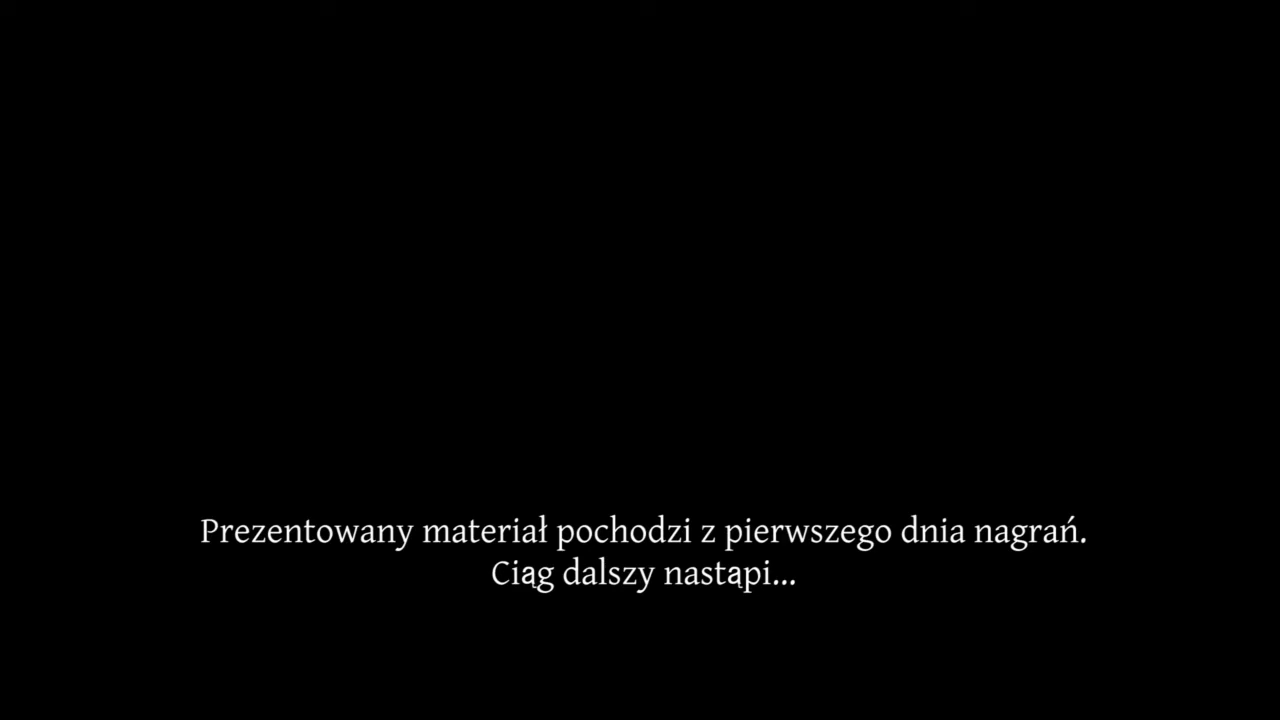 Prezentowany materiał pochodzi z pierwszego dnia nagrań.
Ciąg dalszy nastąpi...